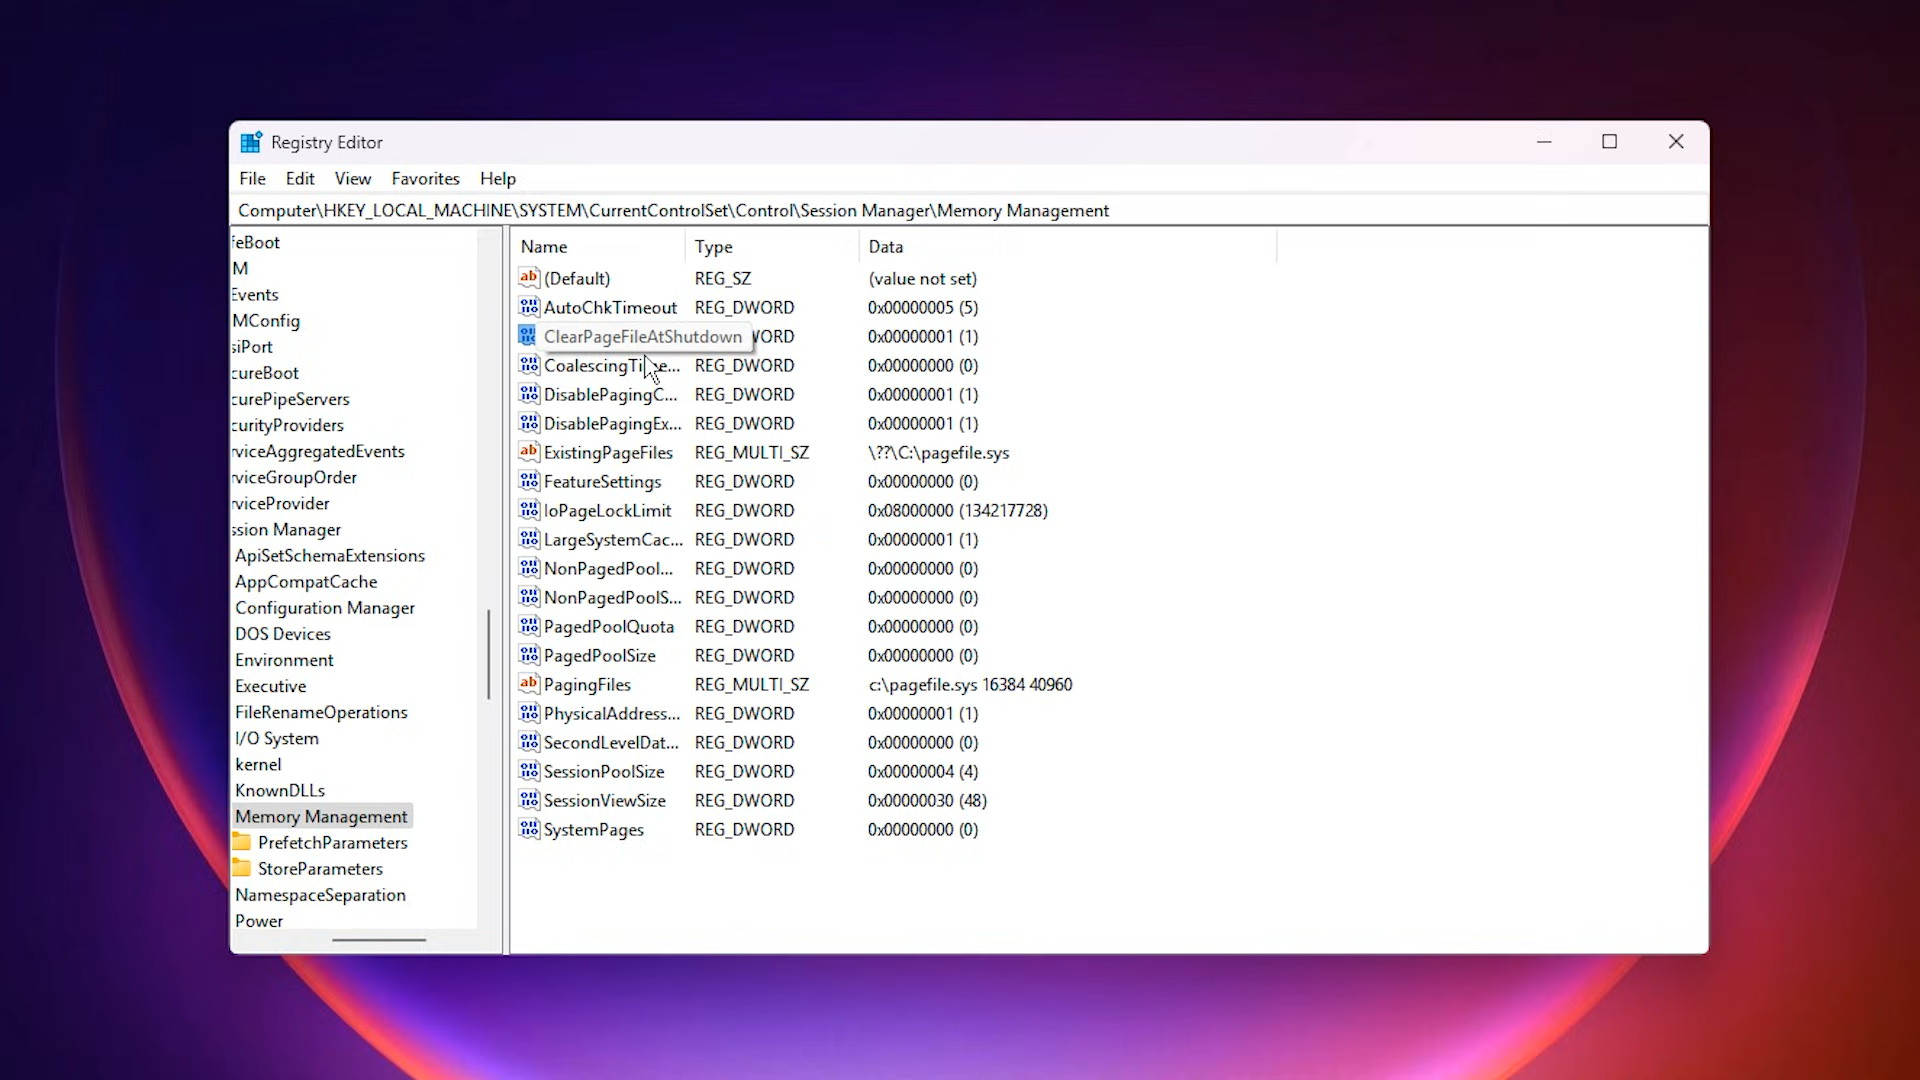 Registry Editor
File Edit View Favorites Help
Computer\HKEY_LOCAL_MACHINE\SYSTEM\CurrentControlSet\Control\Session Manager\Memory Management
feBoot
M
Events
MConfig
siPort
cureBoot
curePipeServers
curityProviders
rviceAggregatedEvents
rviceGroupOrder
rviceProvider
ssion Manager
ApiSetSchemaExtensions
AppCompatCache
Configuration Manager
DOS Devices
Environment
Executive
FileRenameOperations
I/O System
kernel
KnownDLLs
Memory Management
PrefetchParameters
StoreParameters
NamespaceSeparation
Power
Name Type Data
(Default) REG_SZ (value not set)
AutoChkTimeout REG_DWORD 0x00000005 (5)
ClearPageFileAtShutdown WORD 0x00000001 (1)
CoalescingTime... REG_DWORD 0x00000000 (0)
DisablePagingC... REG_DWORD 0x00000001 (1)
DisablePagingEx... REG_DWORD 0x00000001 (1)
ExistingPageFiles REG_MULTI_SZ \??\C:\pagefile.sys
FeatureSettings REG_DWORD 0x00000000 (0)
IoPageLockLimit REG_DWORD 0x08000000 (134217728)
LargeSystemCac... REG_DWORD 0x00000001 (1)
NonPagedPool... REG_DWORD 0x00000000 (0)
NonPagedPoolS... REG_DWORD 0x00000000 (0)
PagedPoolQuota REG_DWORD 0x00000000 (0)
PagedPoolSize REG_DWORD 0x00000000 (0)
PagingFiles REG_MULTI_SZ c:\pagefile.sys 16384 40960
PhysicalAddress... REG_DWORD 0x00000001 (1)
SecondLevelDat... REG_DWORD 0x00000000 (0)
SessionPoolSize REG_DWORD 0x00000004 (4)
SessionViewSize REG_DWORD 0x00000030 (48)
SystemPages REG_DWORD 0x00000000 (0)